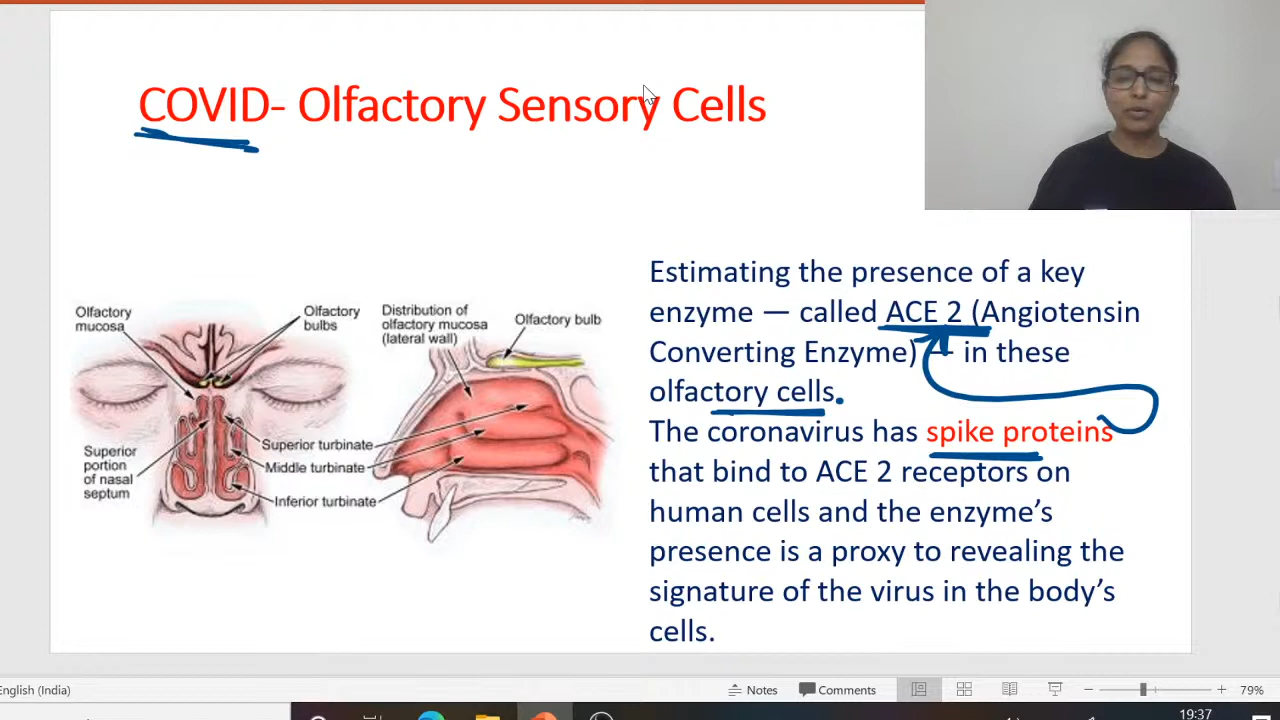 COVID- Olfactory Sensory Cells
Estimating the presence of a key
enzyme — called ACE 2 (Angiotensin
Converting Enzyme) — in these
olfactory cells.
The coronavirus has spike proteins
that bind to ACE 2 receptors on
human cells and the enzyme's
presence is a proxy to revealing the
signature of the virus in the body's
cells.
Olfactory
mucosa
Olfactory
bulbs
Superior
portion
of nasal
septum
Superior turbinate
Middle turbinate
Inferior turbinate
Distribution of
olfactory mucosa
(lateral wall)
Olfactory bulb
English (India)
Notes
Comments
79%
19:37